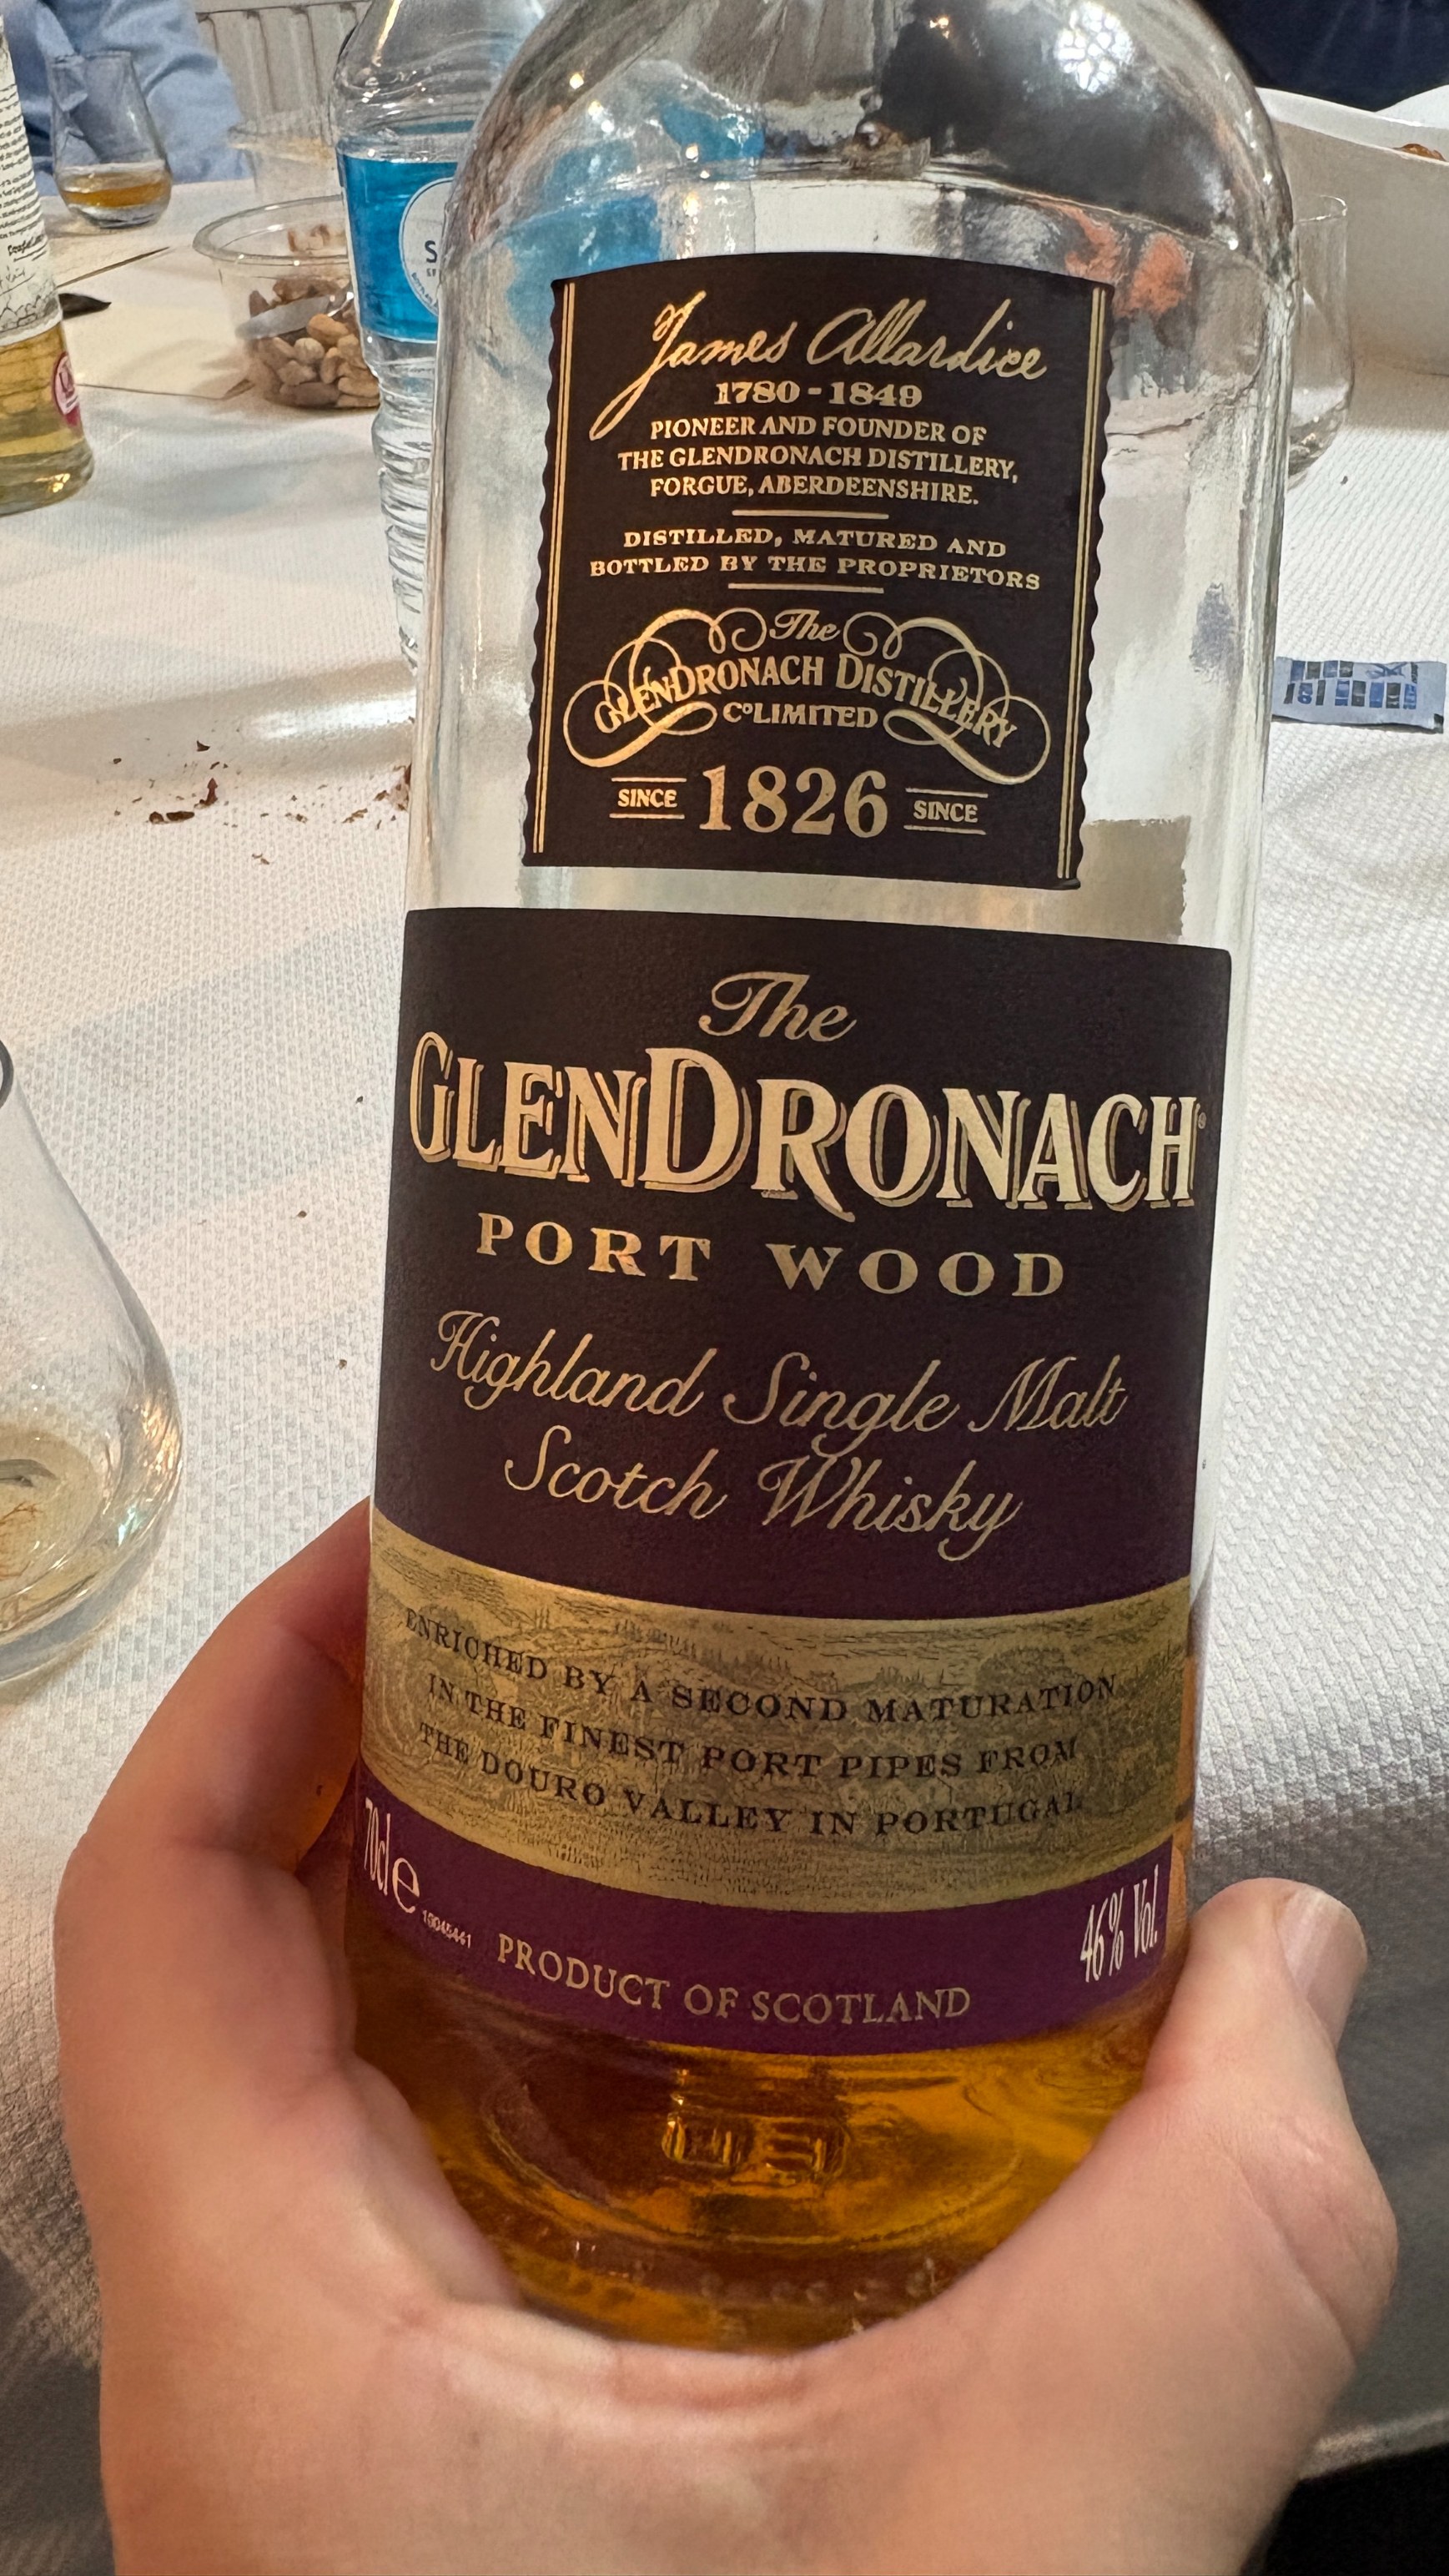 James Allardice
1780 - 1849
PIONEER AND FOUNDER OF
THE GLENDRONACH DISTILLERY,
FORGUE, ABERDEENSHIRE.
DISTILLED, MATURED AND
BOTTLED BY THE PROPRIETORS
The
GLENDRONACH DISTILLERY
Cº LIMITED
SINCE 1826 SINCE
The
GLENDRONACH®
PORT WOOD
Highland Single Malt
Scotch Whisky
ENRICHED BY A SECOND MATURATION
IN THE FINEST PORT PIPES FROM
THE DOURO VALLEY IN PORTUGAL
70cl e
46% Vol.
PRODUCT OF SCOTLAND